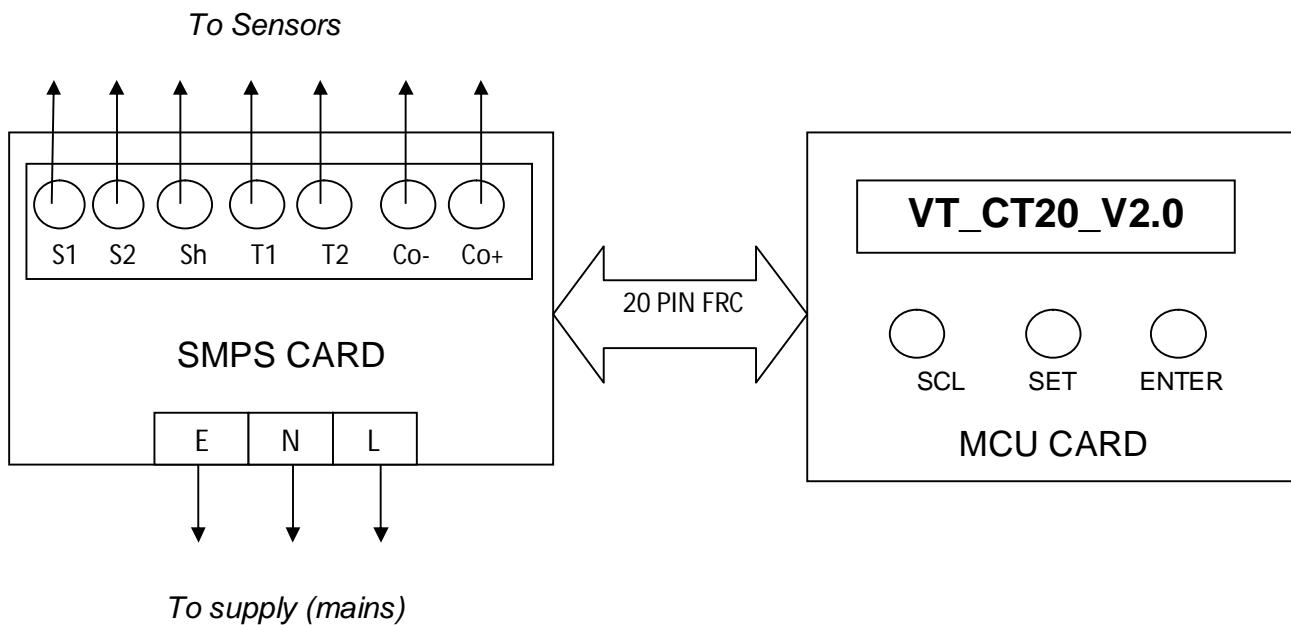 To Sensors
S1 S2 Sh T1 T2 Co- Co+
VT_CT20_V2.0
20 PIN FRC
SMPS CARD
SCL SET ENTER
E N L
MCU CARD
To supply (mains)